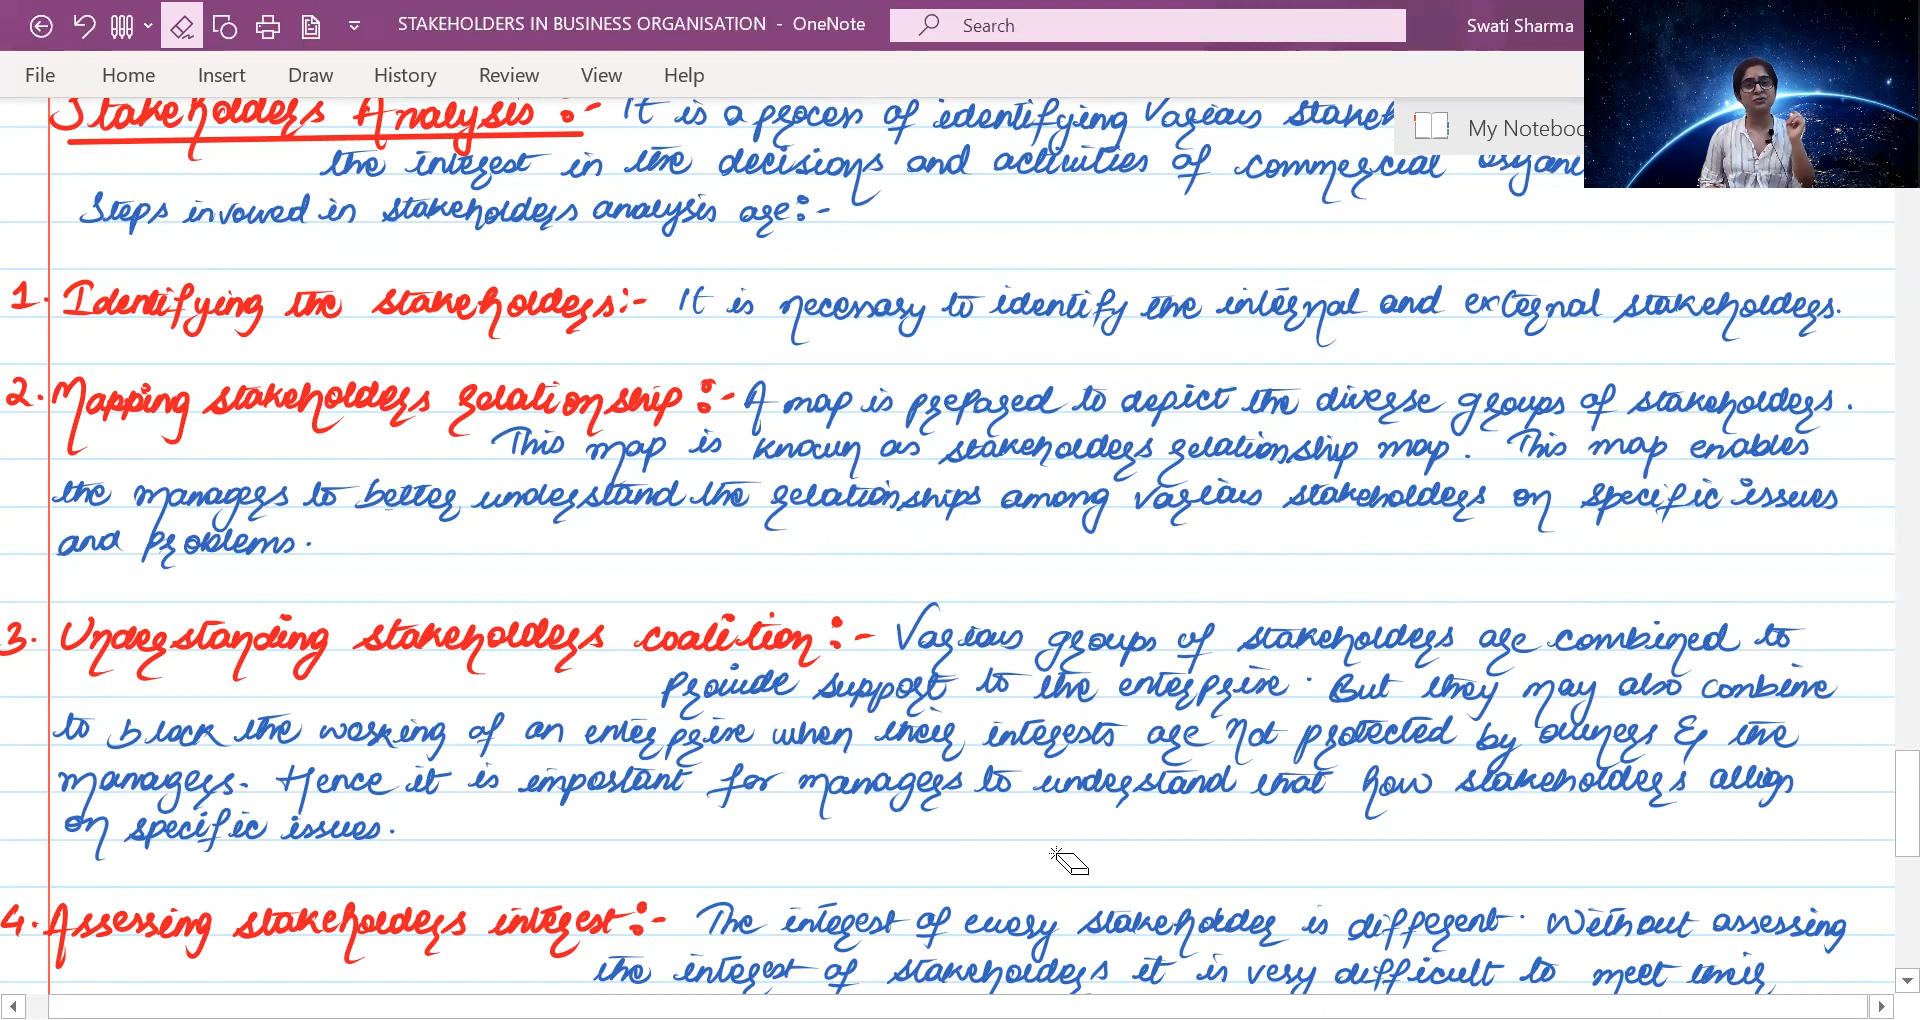 STAKEHOLDERS IN BUSINESS ORGANISATION - OneNote
Search
Swati Sharma
File Home Insert Draw History Review View Help
My Noteboo
Stakeholders Analysis :- It is a process of identifying various stakeh
the interest in the decisions and activities of commercial organi
Steps involved in stakeholders analysis are:-
1. Identifying the stakeholders:- It is necessary to identify the internal and external stakeholders.
2. Mapping stakeholders relationship :- A map is prepared to depict the diverse groups of stakeholders.
This map is known as stakeholders relationship map. This map enables
the managers to better understand the relationships among various stakeholders on specific issues
and problems.
3. Understanding stakeholders coalition :- Various groups of stakeholders are combined to
provide support to the enterprise. But they may also combine
to block the working of an enterprise when their interests are not protected by owners & the
managers. Hence it is important for managers to understand that how stakeholders allign
on specific issues.
4. Assessing stakeholders interest :- The interest of every stakeholder is different. Without assessing
the interest of stakeholders it is very difficult to meet their